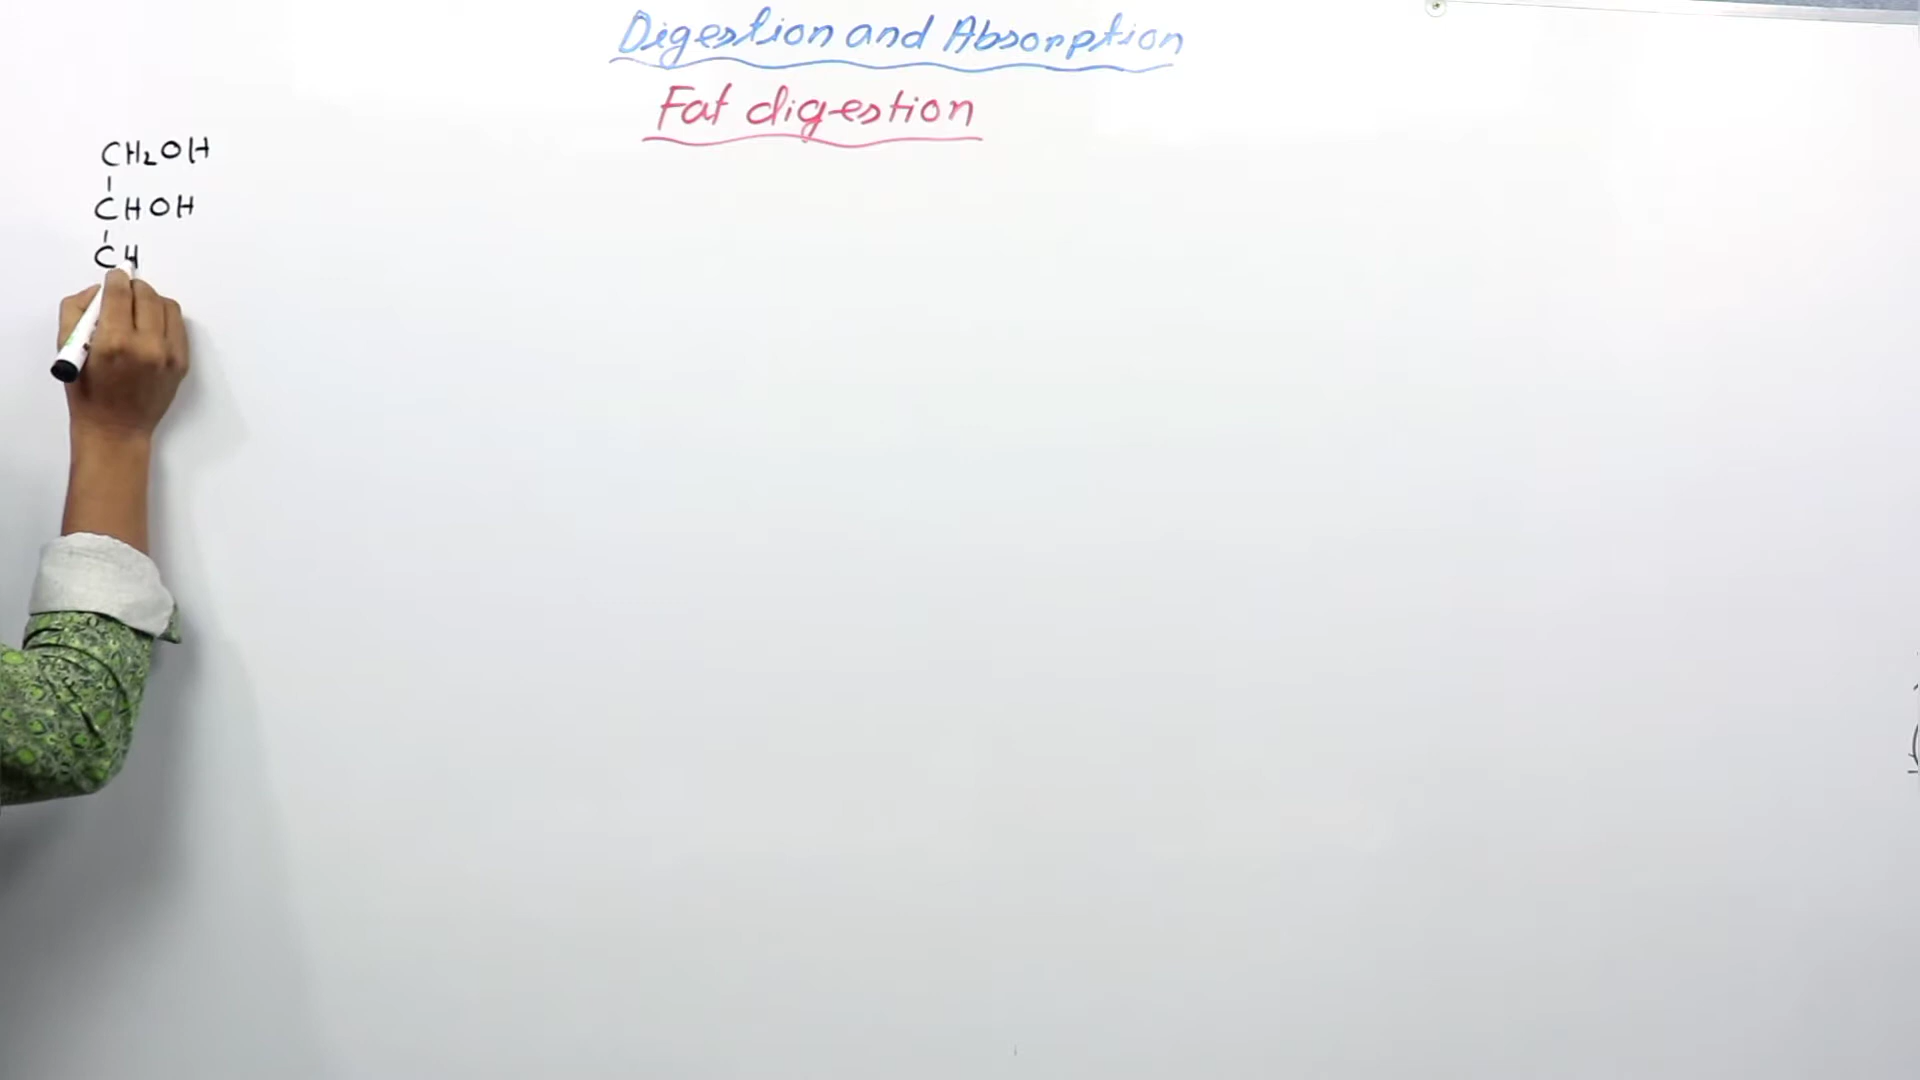 Digestion and Absorption
Fat digestion
CH₂OH
CHOH
CH